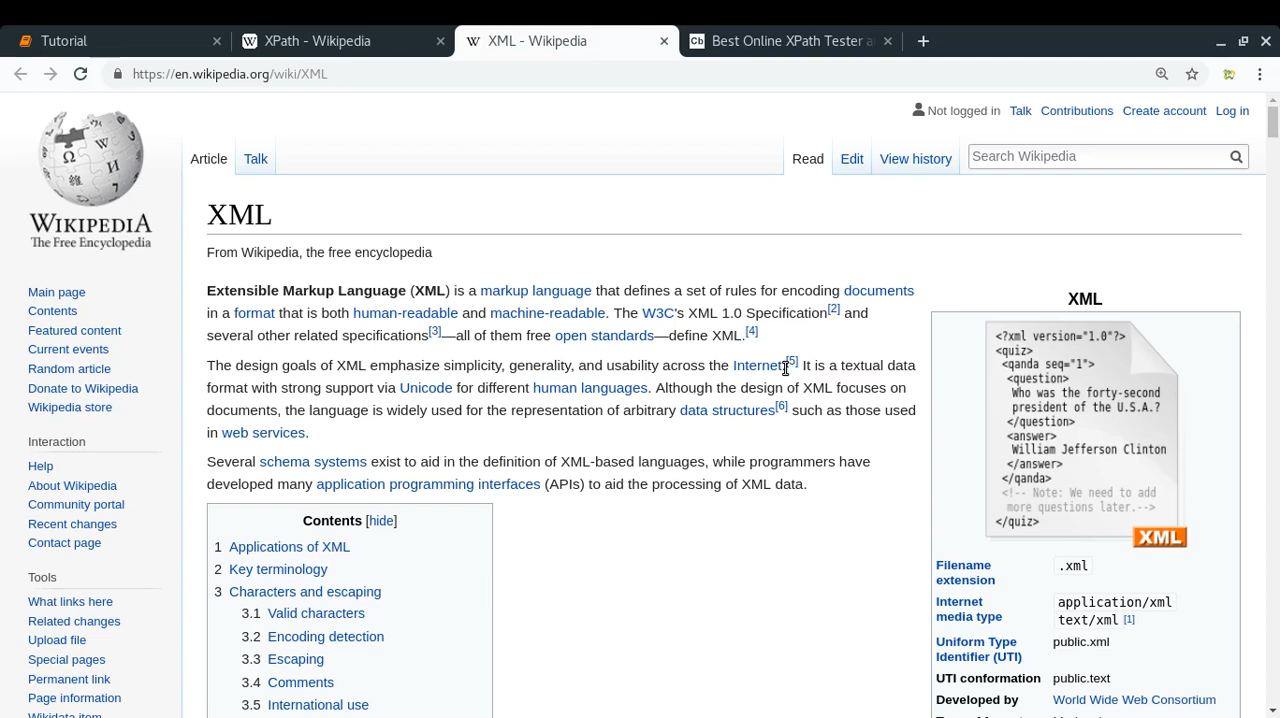 Tutorial
XPath - Wikipedia
XML - Wikipedia
Best Online XPath Tester a
https://en.wikipedia.org/wiki/XML
Not logged in Talk Contributions Create account Log in
Article Talk
Read Edit View history
Search Wikipedia
WIKIPEDIA
The Free Encyclopedia
Main page
Contents
Featured content
Current events
Random article
Donate to Wikipedia
Wikipedia store
Interaction
Help
About Wikipedia
Community portal
Recent changes
Contact page
Tools
What links here
Related changes
Upload file
Special pages
Permanent link
Page information
Wikidata item
XML
From Wikipedia, the free encyclopedia
Extensible Markup Language (XML) is a markup language that defines a set of rules for encoding documents
in a format that is both human-readable and machine-readable. The W3C's XML 1.0 Specification[2] and
several other related specifications[3]—all of them free open standards—define XML.[4]
The design goals of XML emphasize simplicity, generality, and usability across the Internet.[5] It is a textual data
format with strong support via Unicode for different human languages. Although the design of XML focuses on
documents, the language is widely used for the representation of arbitrary data structures[6] such as those used
in web services.
Several schema systems exist to aid in the definition of XML-based languages, while programmers have
developed many application programming interfaces (APIs) to aid the processing of XML data.
Contents [hide]
1 Applications of XML
2 Key terminology
3 Characters and escaping
3.1 Valid characters
3.2 Encoding detection
3.3 Escaping
3.4 Comments
3.5 International use
XML
<?xml version="1.0"?>
<quiz>
<qanda seq="1">
<question>
Who was the forty-second
president of the U.S.A.?
</question>
<answer>
William Jefferson Clinton
</answer>
</qanda>
<!-- Note: We need to add
more questions later.-->
</quiz>
XML
Filename extension .xml
Internet media type application/xml
text/xml [1]
Uniform Type Identifier (UTI) public.xml
UTI conformation public.text
Developed by World Wide Web Consortium